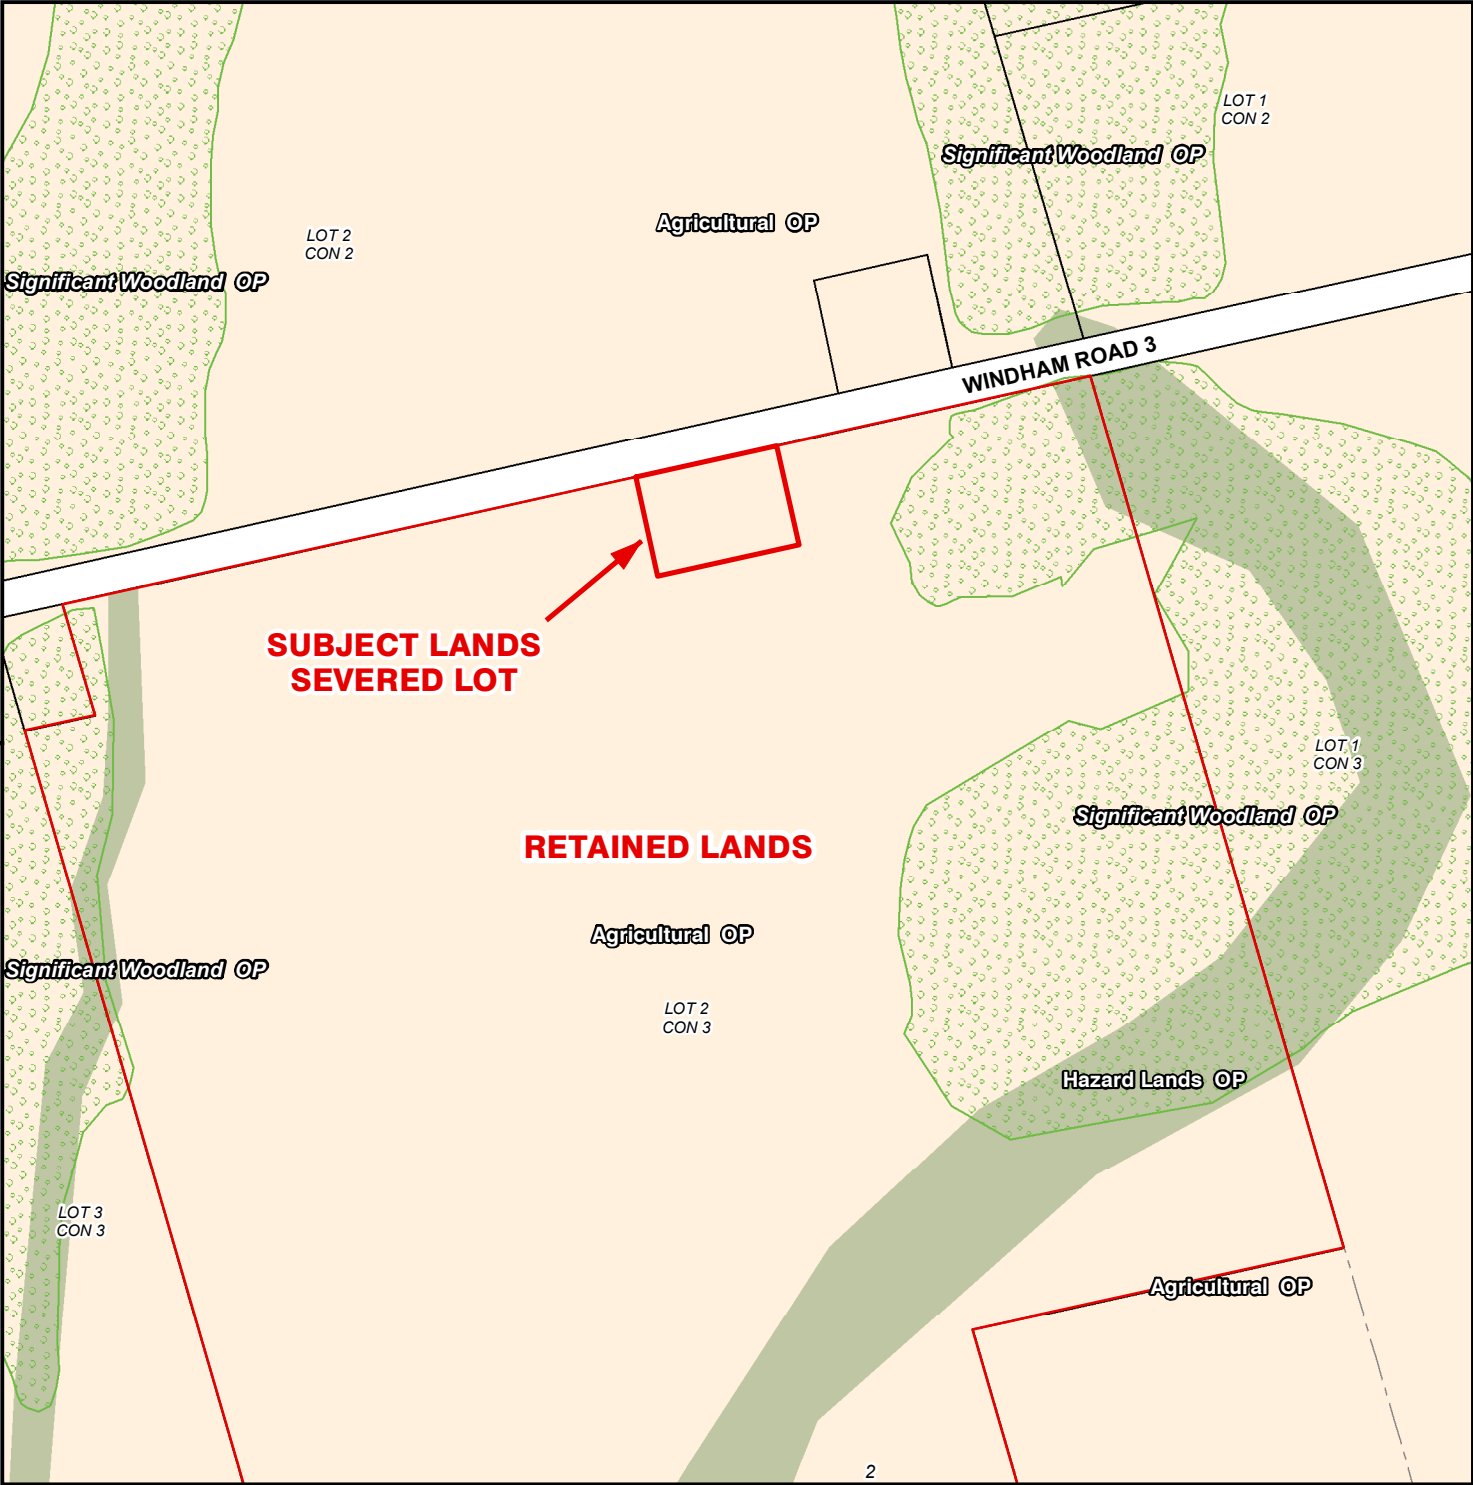 LOT 1
CON 2
Significant Woodland OP
Agricultural OP
LOT 2
CON 2
Significant Woodland OP
WINDHAM ROAD 3
SUBJECT LANDS
SEVERED LOT
LOT 1
CON 3
Significant Woodland OP
RETAINED LANDS
Agricultural OP
Significant Woodland OP
LOT 2
CON 3
Hazard Lands OP
LOT 3
CON 3
Agricultural OP
2